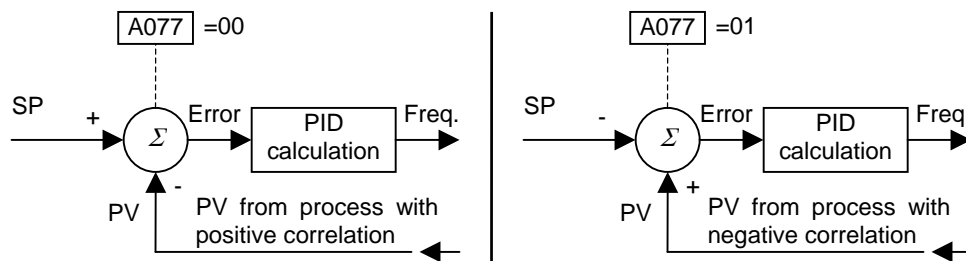 A077 =00
SP + Error PID calculation Freq.
Σ
-
PV PV from process with
positive correlation
A077 =01
SP - Error PID calculation Freq
Σ
+
PV PV from process with
negative correlation